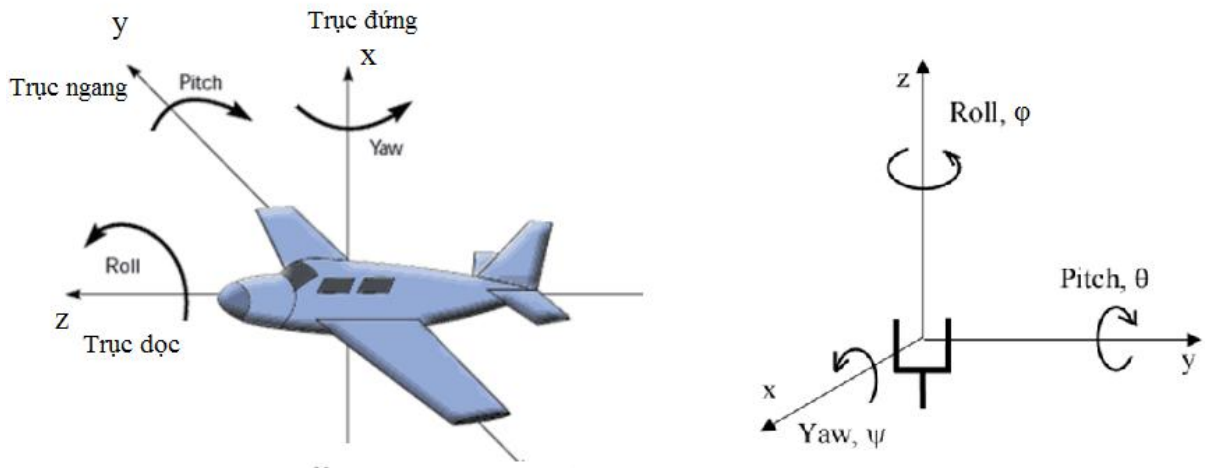 Trục đứng
y
x
Trục ngang
Pitch
Yaw
Roll
z
Trục dọc
z
Roll, φ
Pitch, θ
y
x
Yaw, ψ